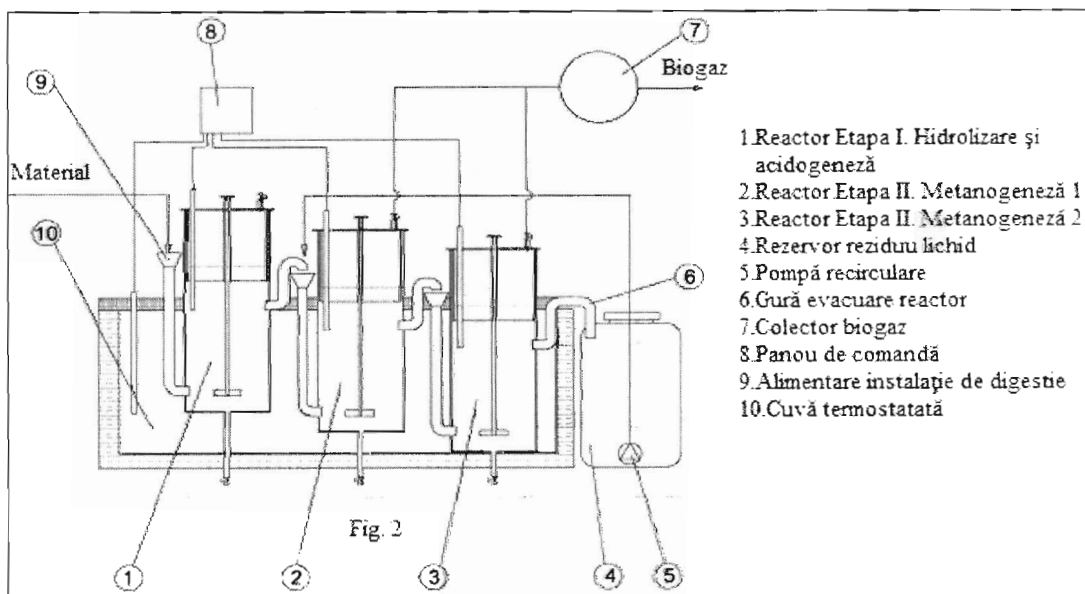 8
7
Biogaz
9
Material
10
6
1.Reactor Etapa I. Hidrolizare și
acidogeneză
2.Reactor Etapa II. Metanogeneză 1
3.Reactor Etapa II. Metanogeneză 2
4.Rezervor reziduu lichid
5.Pompă recirculare
6.Gură evacuare reactor
7.Colector biogaz
8.Panou de comandă
9.Alimentare instalație de digestie
10.Cuvă termostatată
Fig. 2
1
2
3
4
5